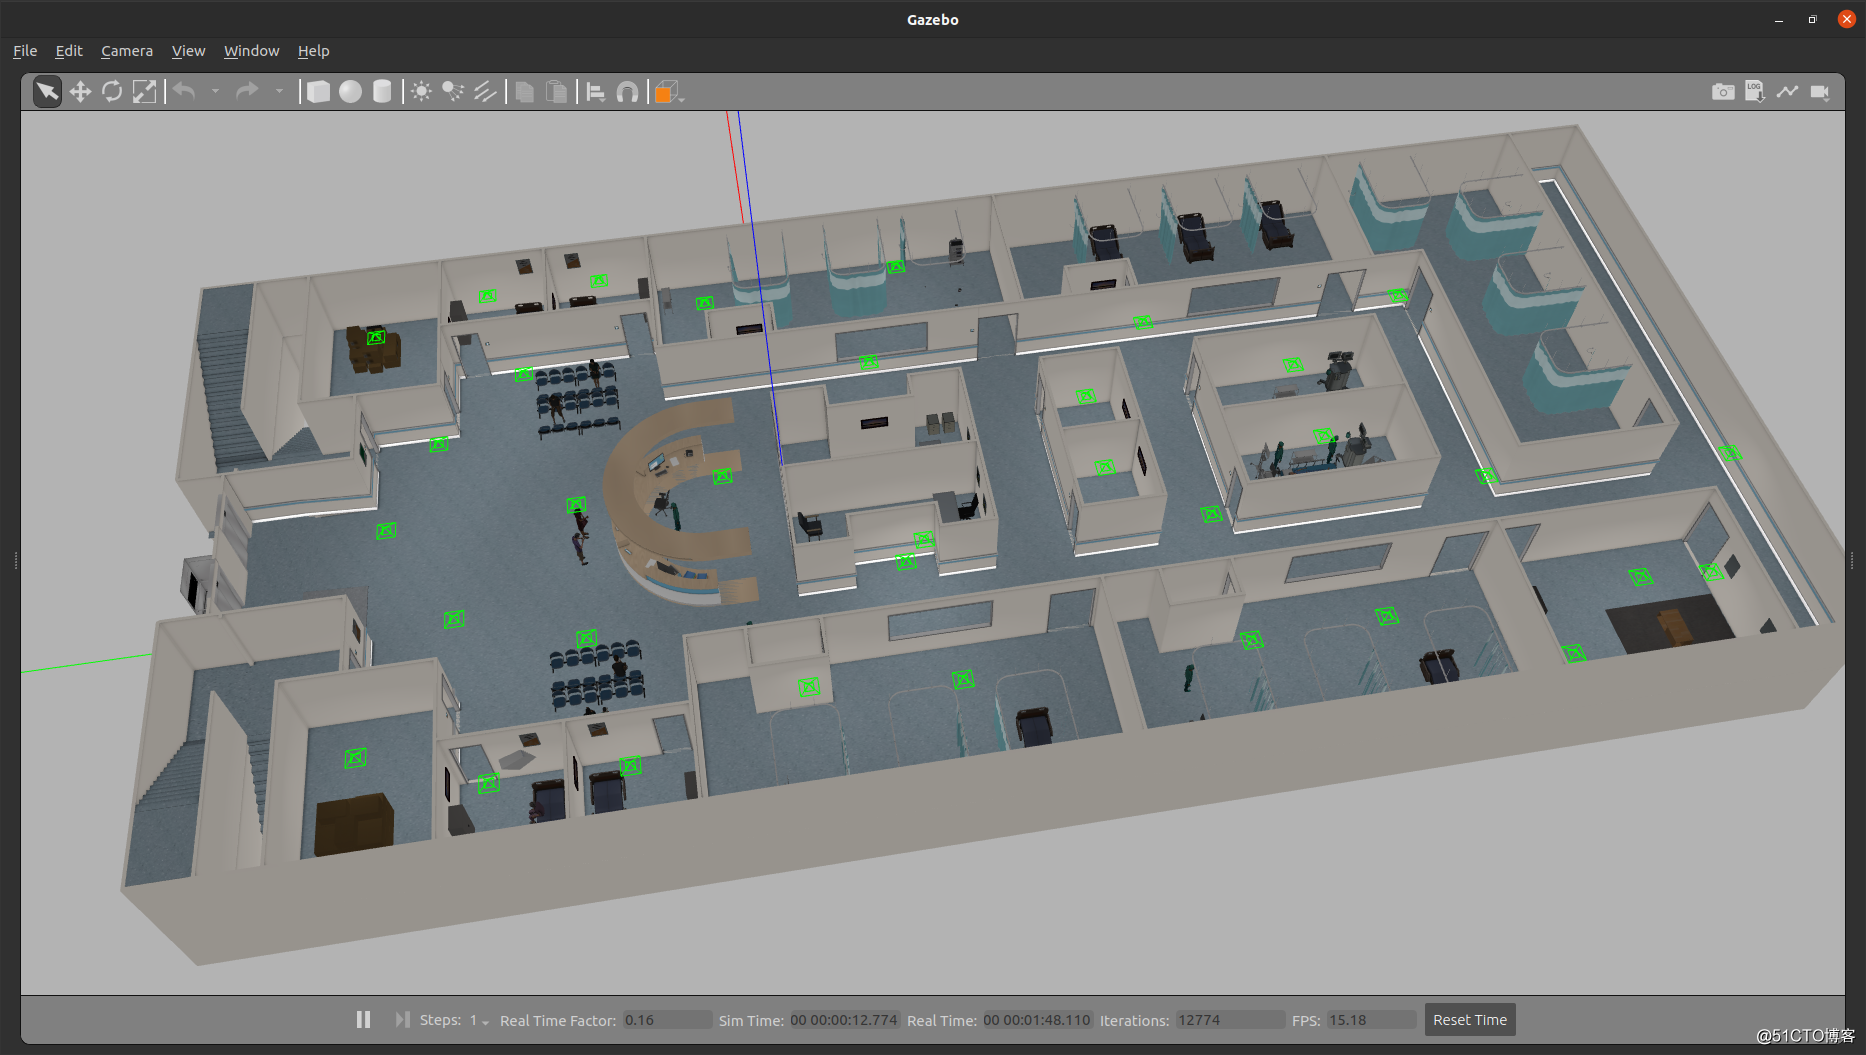 Gazebo
File Edit Camera View Window Help
LOG
Steps: 1 Real Time Factor: 0.16 Sim Time: 00 00:00:12.774 Real Time: 00 00:01:48.110 Iterations: 12774 FPS: 15.18 Reset Time
@51CTO博客